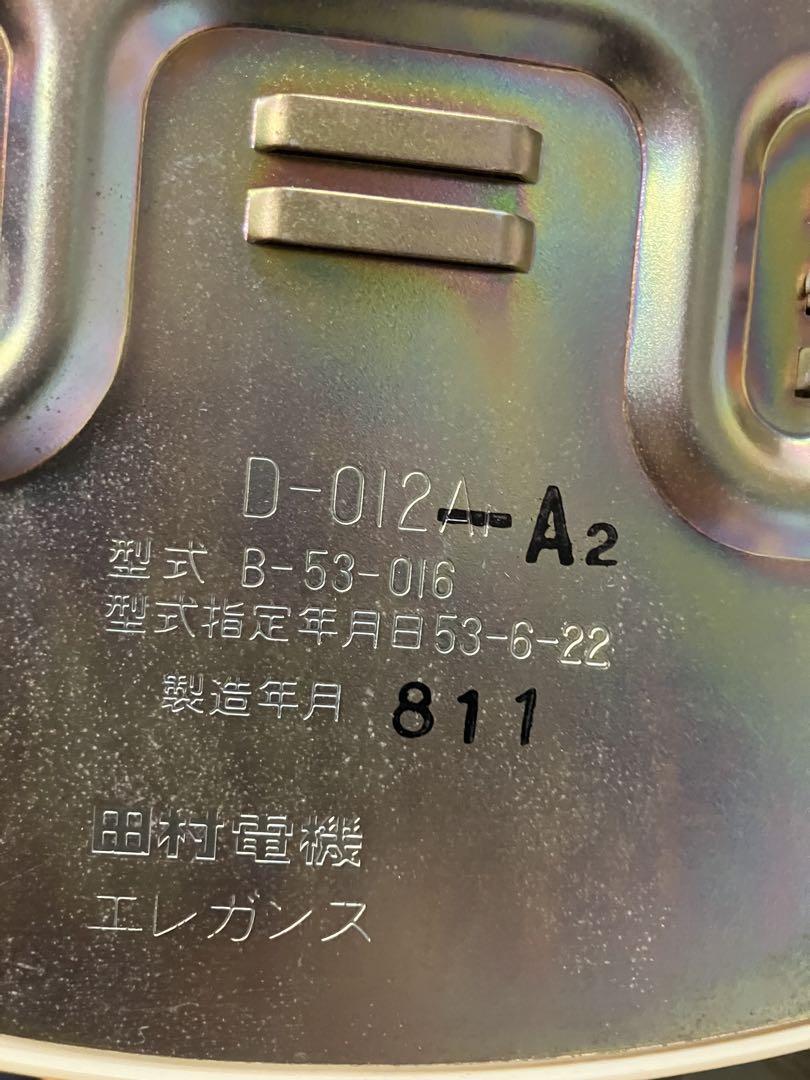 D-012A1 A2
型式 B-53-016
型式指定年月日53-6-22
製造年月 811
田村電機
エレガンス